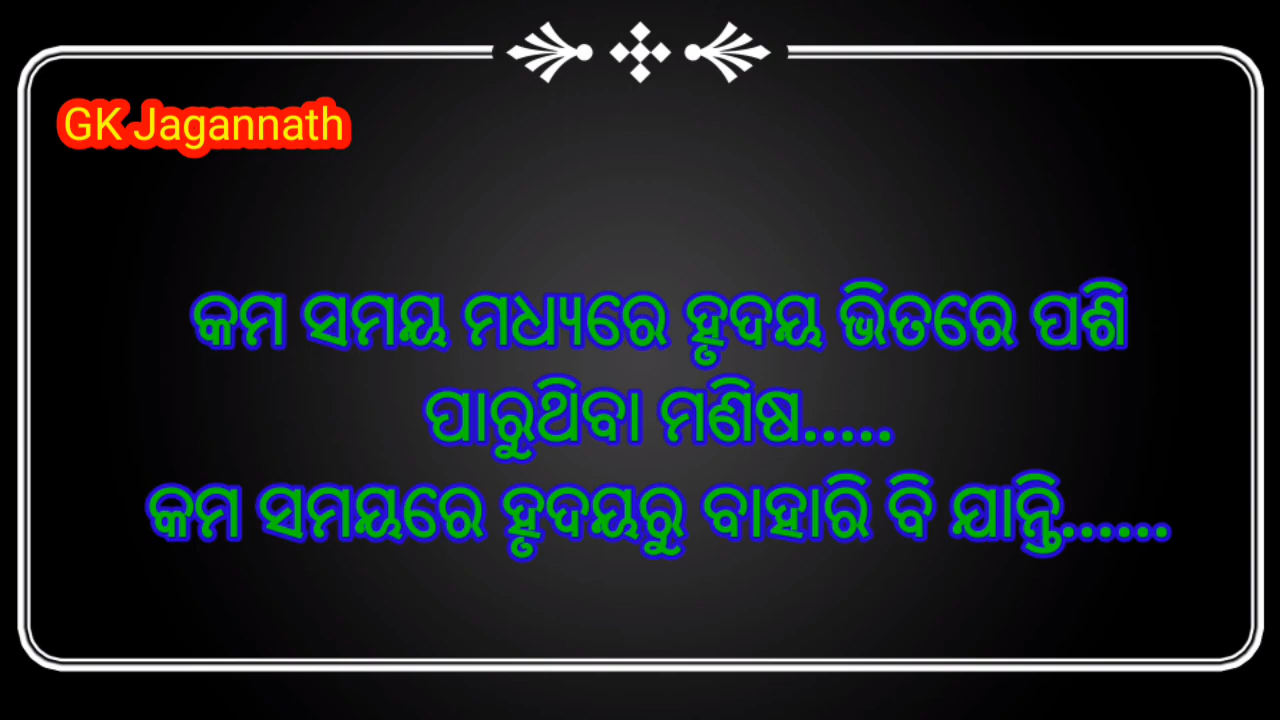 GK Jagannath
କମ ସମୟ ମଧ୍ୟରେ ହୃଦୟ ଭିତରେ ପଶି
ପାରୁଥିବା ମଣିଷ.....
କମ ସମୟରେ ହୃଦୟରୁ ବାହାରି ବି ଯାନ୍ତି......